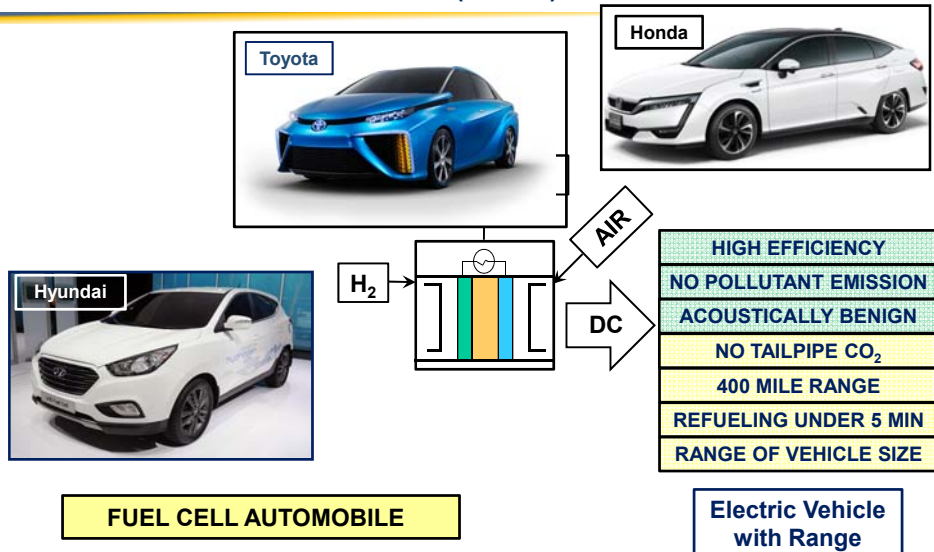 Toyota
Honda
AIR
H₂
Hyundai
DC
HIGH EFFICIENCY
NO POLLUTANT EMISSION
ACOUSTICALLY BENIGN
NO TAILPIPE CO₂
400 MILE RANGE
REFUELING UNDER 5 MIN
RANGE OF VEHICLE SIZE
FUEL CELL AUTOMOBILE
Electric Vehicle
with Range